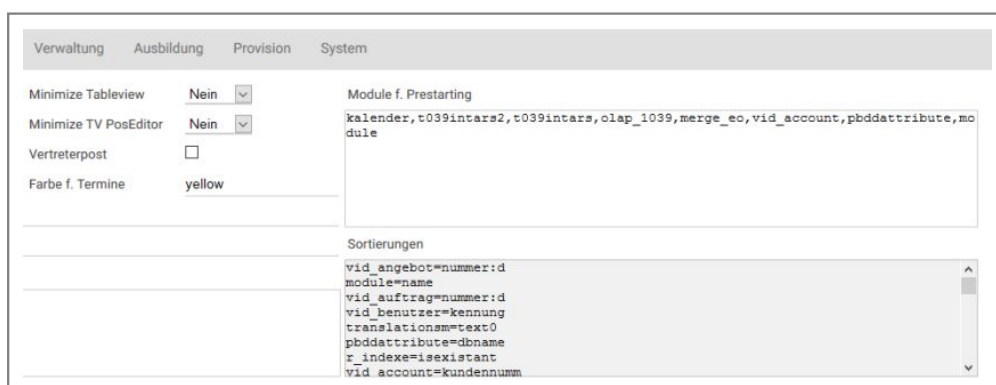 Verwaltung Ausbildung Provision System
Minimize Tableview Nein
Minimize TV PosEditor Nein
Vertreterpost
Farbe f. Termine yellow
Module f. Prestarting
kalender,t039intars2,t039intars,olap_1039,merge_eo,vid_account,pbddattribute,mo
dule
Sortierungen
vid_angebot=nummer:d
module=name
vid_auftrag=nummer:d
vid_benutzer=kennung
translationsm=text0
pbddattribute=dbname
r_indexe=isexistant
vid_account=kundennumm